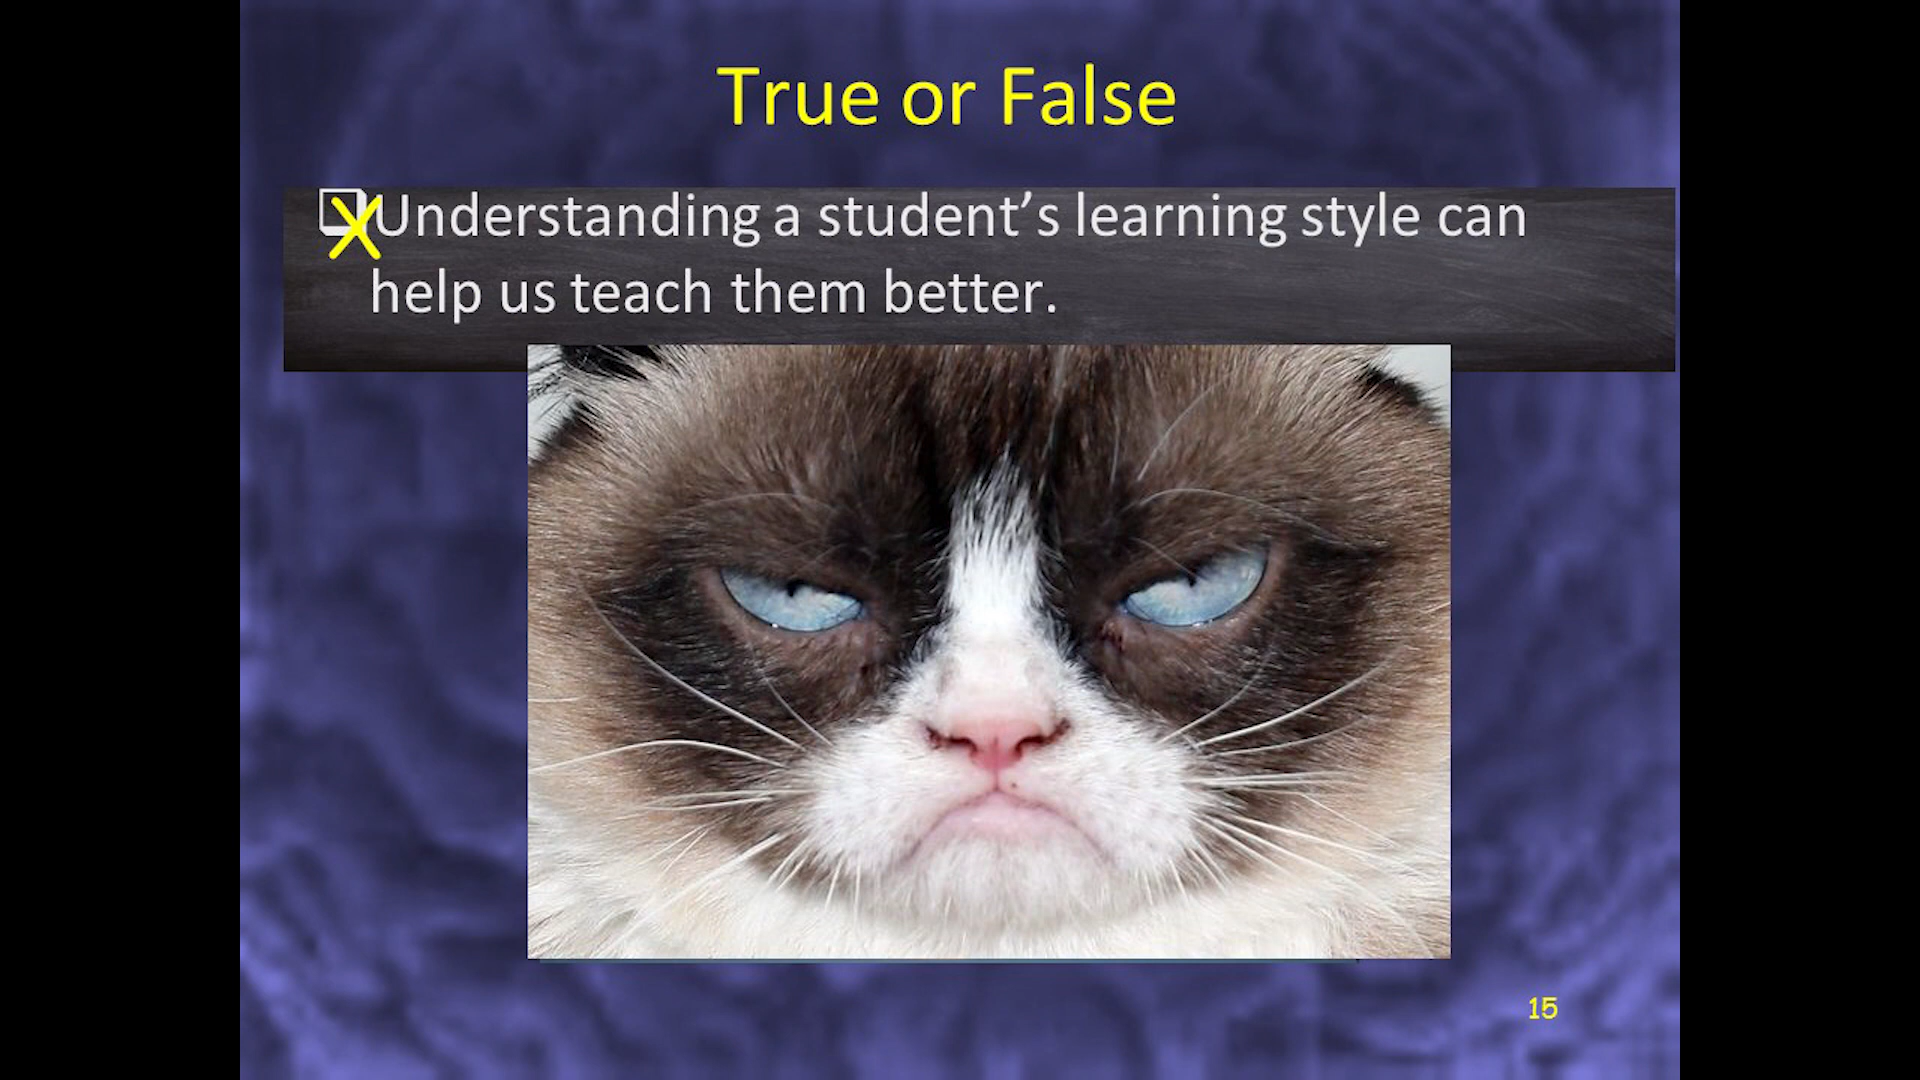 True or False
Understanding a student’s learning style can
help us teach them better.
15